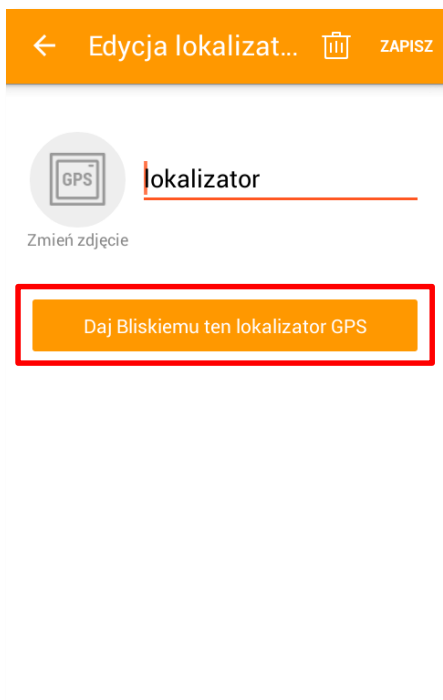 Edycja lokalizat...
ZAPISZ
GPS
lokalizator
Zmień zdjęcie
Daj Bliskiemu ten lokalizator GPS